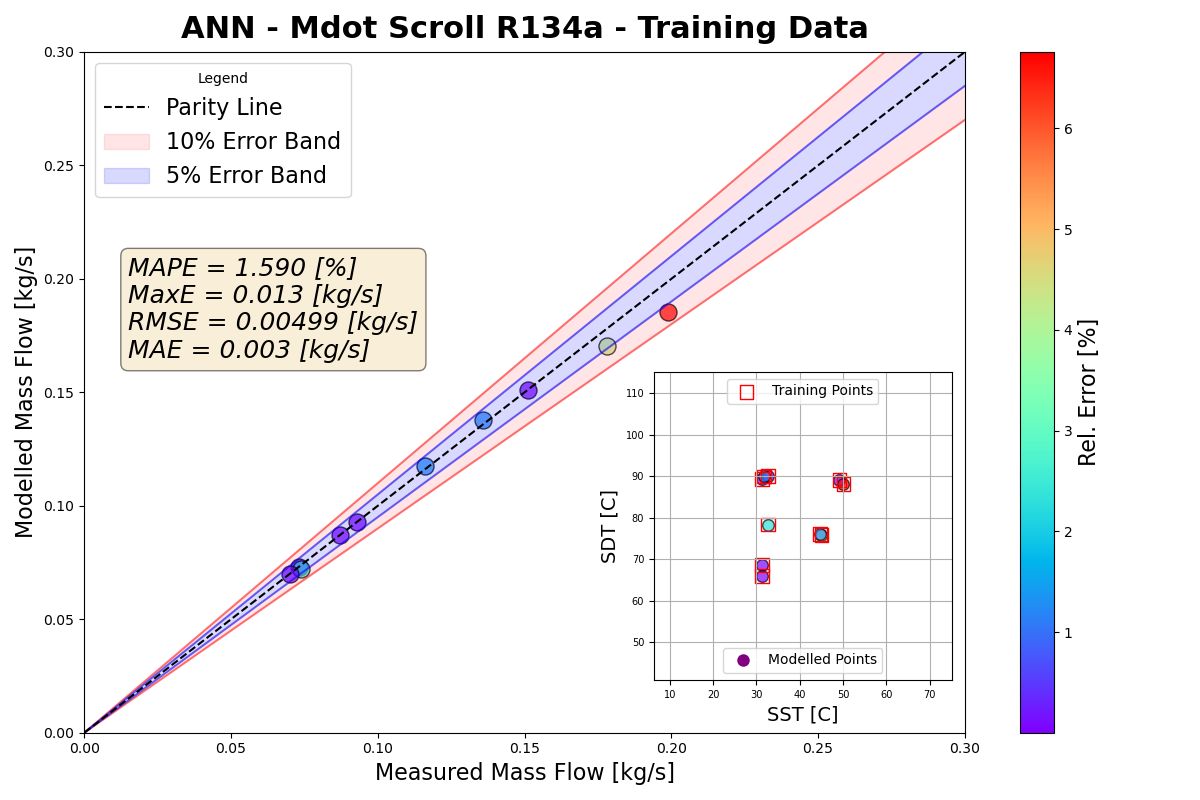 ANN - Mdot Scroll R134a - Training Data
Legend
Parity Line
10% Error Band
5% Error Band
MAPE = 1.590 [%]
MaxE = 0.013 [kg/s]
RMSE = 0.00499 [kg/s]
MAE = 0.003 [kg/s]
Modelled Mass Flow [kg/s]
0.30
0.25
0.20
0.15
0.10
0.05
0.00
0.00 0.05 0.10 0.15 0.20 0.25 0.30
Measured Mass Flow [kg/s]
Training Points
Modelled Points
SDT [C]
110
100
90
80
70
60
50
10 20 30 40 50 60 70
SST [C]
6
5
4
3
2
1
Rel. Error [%]